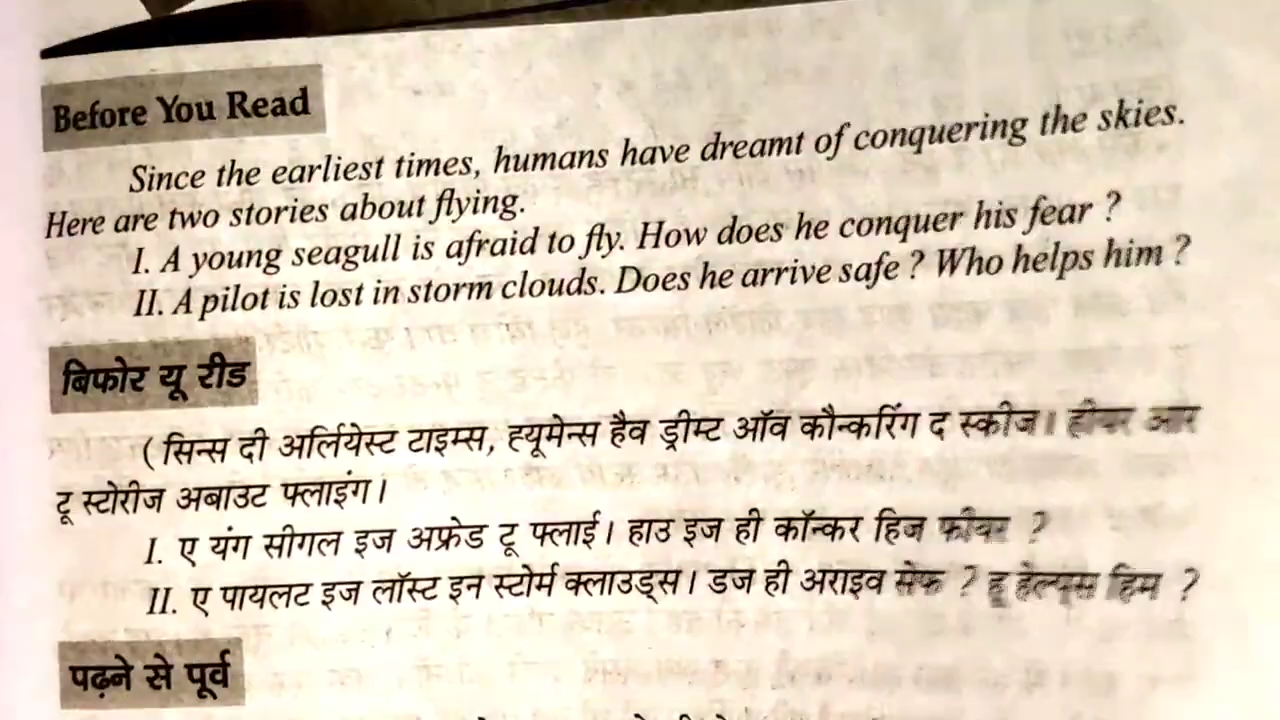 Before You Read
Since the earliest times, humans have dreamt of conquering the skies.
Here are two stories about flying.
I. A young seagull is afraid to fly. How does he conquer his fear ?
II. A pilot is lost in storm clouds. Does he arrive safe ? Who helps him ?
बिफोर यू रीड
( सिन्स दी अर्लियेस्ट टाइम्स, ह्यूमेन्स हैव ड्रीम्ट ऑव कौन्करिंग द स्कीज। हीयर आर
टू स्टोरीज अबाउट फ्लाइंग।
I. ए यंग सीगल इज अफ्रेड टू फ्लाई। हाउ इज ही कॉन्कर हिज फीयर ?
II. ए पायलट इज लॉस्ट इन स्टोर्म क्लाउड्स। डज ही अराइव सेफ ? हू हेल्प्स हिम ?
पढ़ने से पूर्व